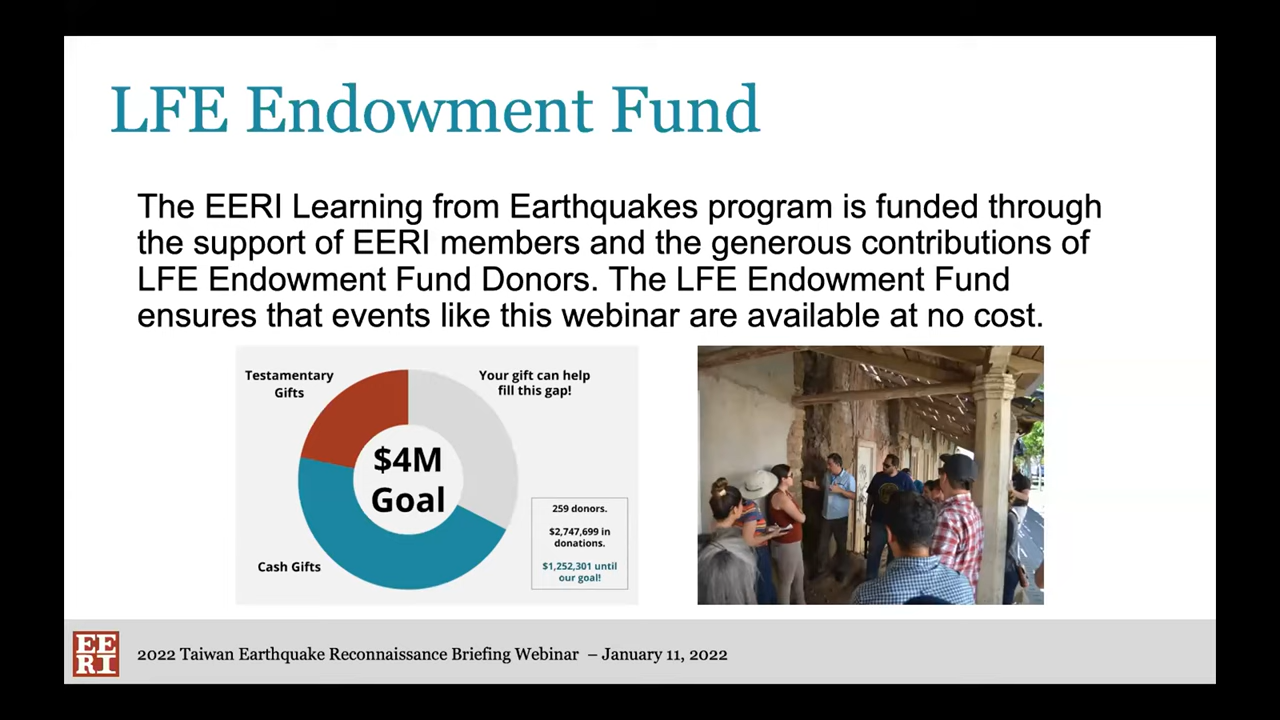 LFE Endowment Fund
The EERI Learning from Earthquakes program is funded through
the support of EERI members and the generous contributions of
LFE Endowment Fund Donors. The LFE Endowment Fund
ensures that events like this webinar are available at no cost.
Testamentary
Gifts
Your gift can help
fill this gap!
$4M
Goal
Cash Gifts
259 donors.
$2,747,699 in
donations.
$1,252,301 until
our goal!
EE
RI
2022 Taiwan Earthquake Reconnaissance Briefing Webinar – January 11, 2022